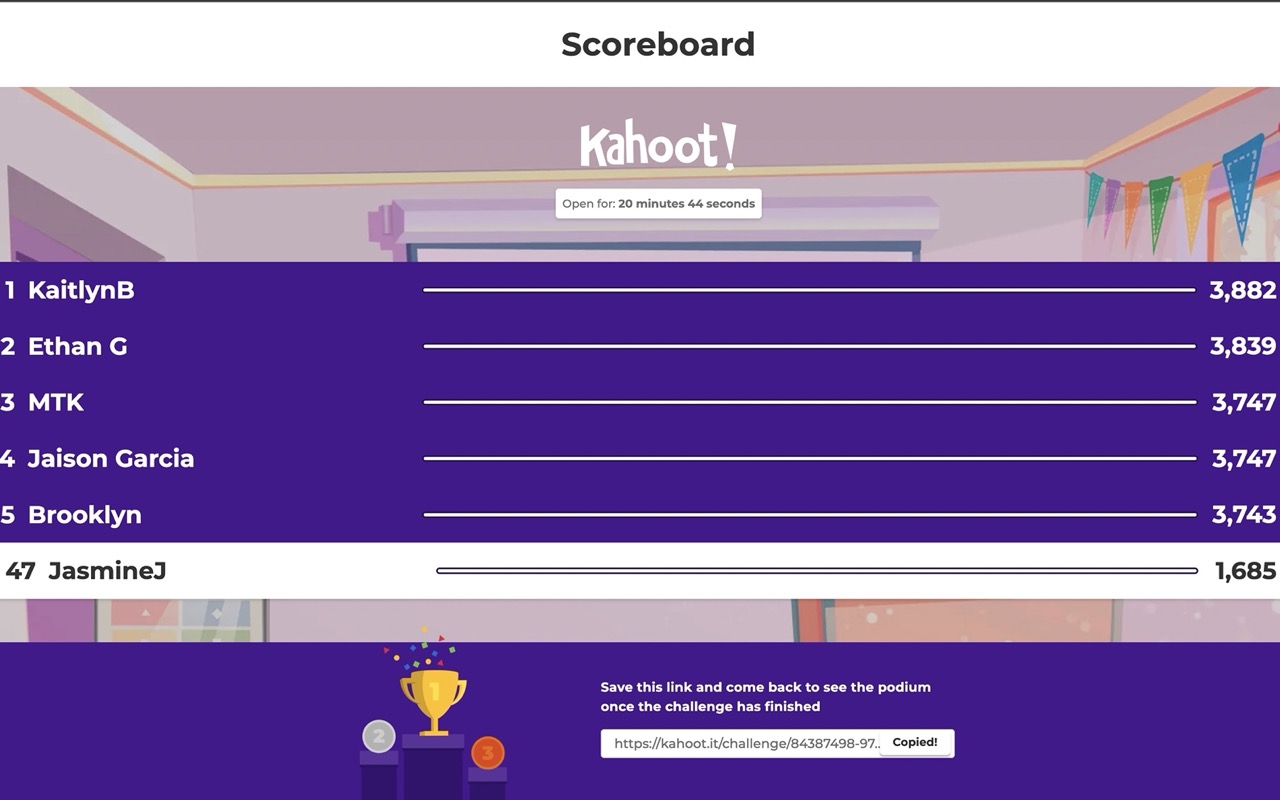 Scoreboard
Kahoot!
Open for: 20 minutes 44 seconds
1 KaitlynB 3,882
2 Ethan G 3,839
3 MTK 3,747
4 Jaison Garcia 3,747
5 Brooklyn 3,743
47 JasmineJ 1,685
1
2
3
Save this link and come back to see the podium
once the challenge has finished
https://kahoot.it/challenge/84387498-97.. Copied!